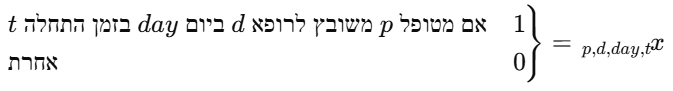 x_{p,d,day,t} = { 1 אם מטופל p משובץ לרופא d ביום day בזמן התחלה t
0 אחרת